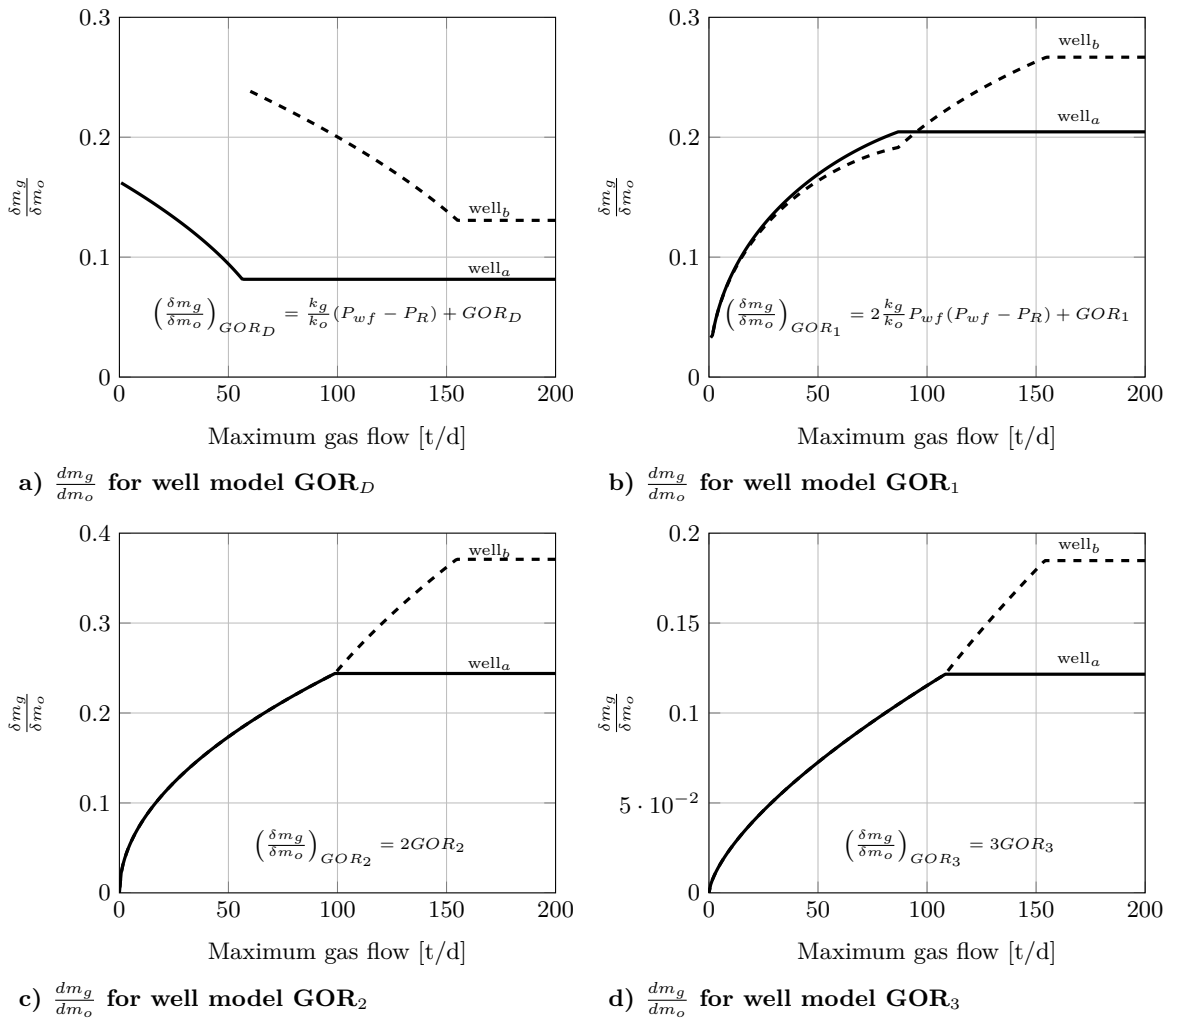 0.3
0.2
0.1
0
δm_g/δm_o
well_b
well_a
(δm_g/δm_o)_{GOR_D} = k_g/k_o (P_{wf} − P_R) + GOR_D
0 50 100 150 200
Maximum gas flow [t/d]
a) dm_g/dm_o for well model GOR_D
0.3
0.2
0.1
0
δm_g/δm_o
well_b
well_a
(δm_g/δm_o)_{GOR_1} = 2 k_g/k_o P_{wf}(P_{wf} − P_R) + GOR_1
0 50 100 150 200
Maximum gas flow [t/d]
b) dm_g/dm_o for well model GOR_1
0.4
0.3
0.2
0.1
0
δm_g/δm_o
well_b
well_a
(δm_g/δm_o)_{GOR_2} = 2GOR_2
0 50 100 150 200
Maximum gas flow [t/d]
c) dm_g/dm_o for well model GOR_2
0.2
0.15
0.1
5 · 10^{−2}
0
δm_g/δm_o
well_b
well_a
(δm_g/δm_o)_{GOR_3} = 3GOR_3
0 50 100 150 200
Maximum gas flow [t/d]
d) dm_g/dm_o for well model GOR_3